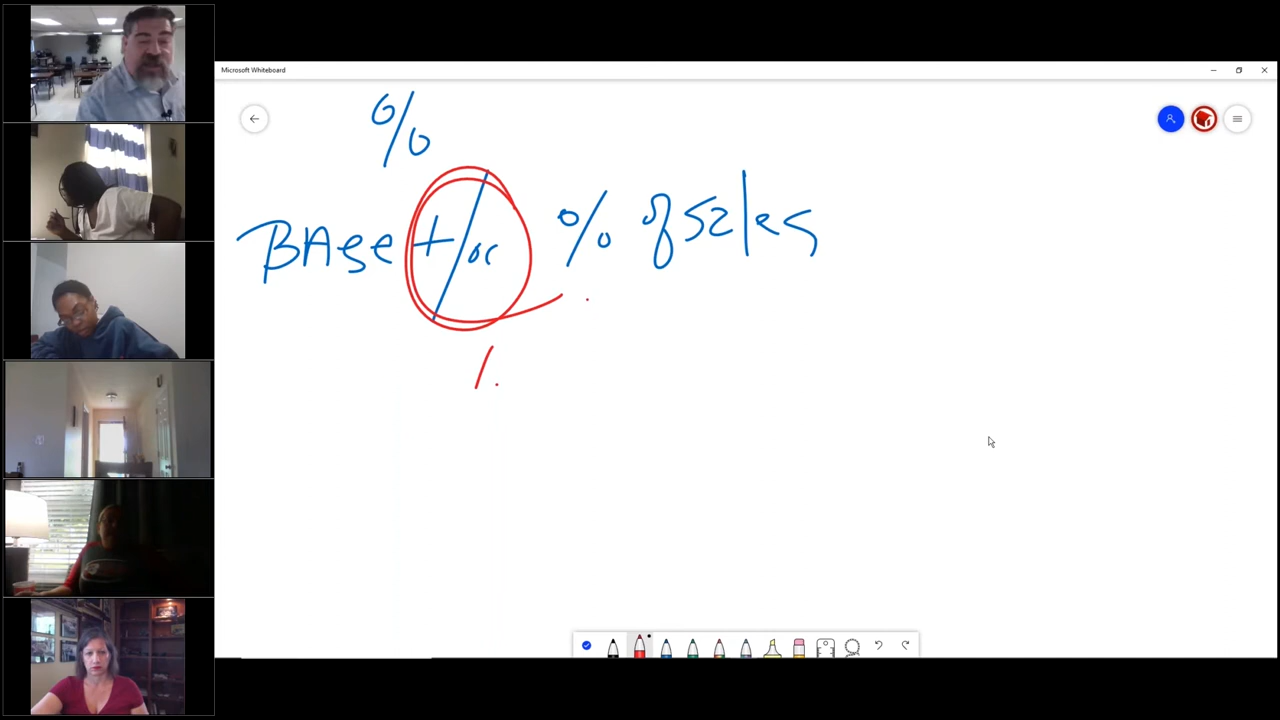 Microsoft Whiteboard
%
BAse +/or % of sales
/.